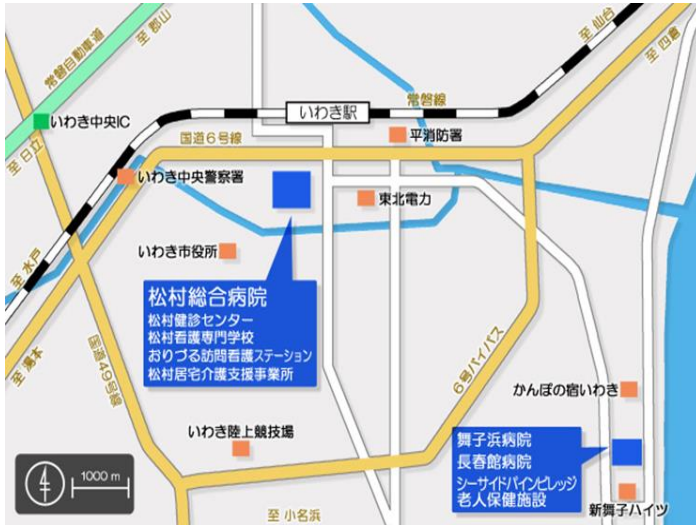 至 仙台
至 四倉
至 郡山
常磐自動車道
常磐線
いわき駅
いわき中央IC
国道6号線
平消防署
至 日立
いわき中央警察署
東北電力
いわき市役所
至 水戸
松村総合病院
松村健診センター
松村看護専門学校
おりづる訪問看護ステーション
松村居宅介護支援事業所
至 湯本
国道49号線
6号バイパス
かんぽの宿いわき
いわき陸上競技場
舞子浜病院
長春館病院
シーサイドパインビレッジ
老人保健施設
1000 m
新舞子ハイツ
至 小名浜